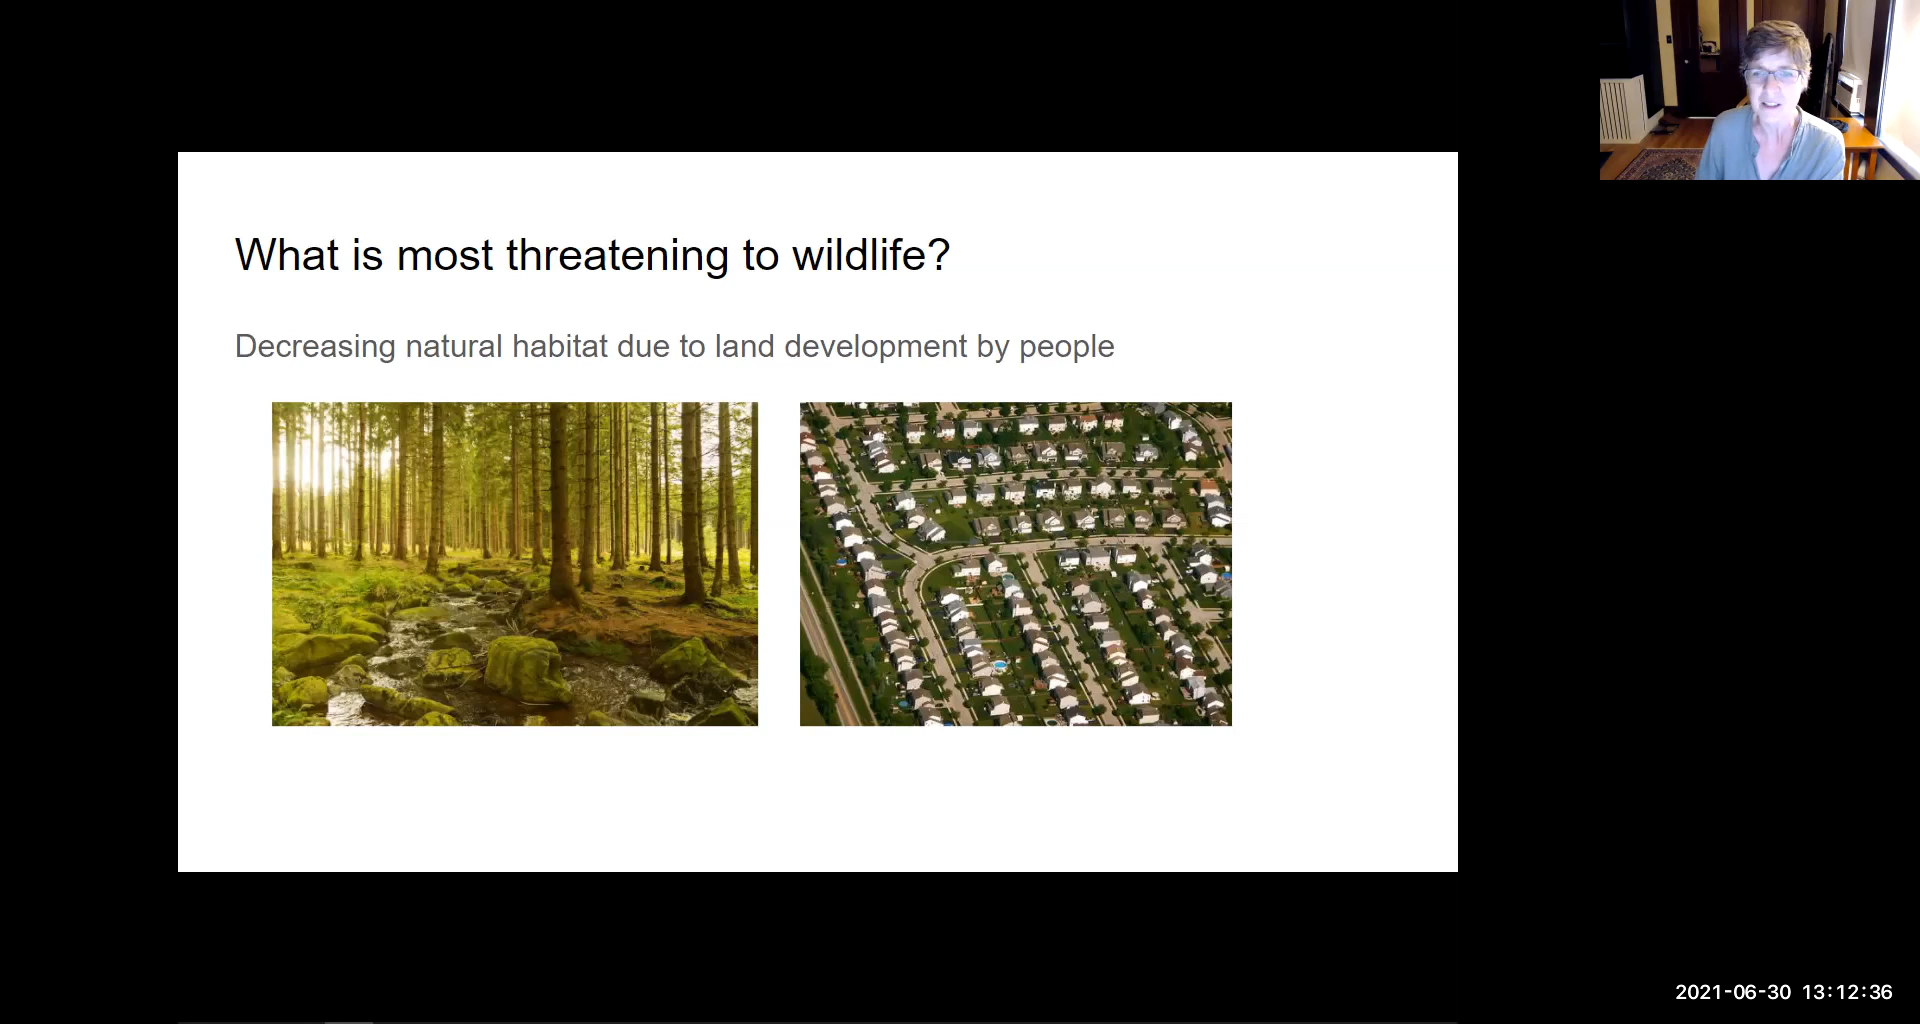 What is most threatening to wildlife?
Decreasing natural habitat due to land development by people
2021-06-30 13:12:36